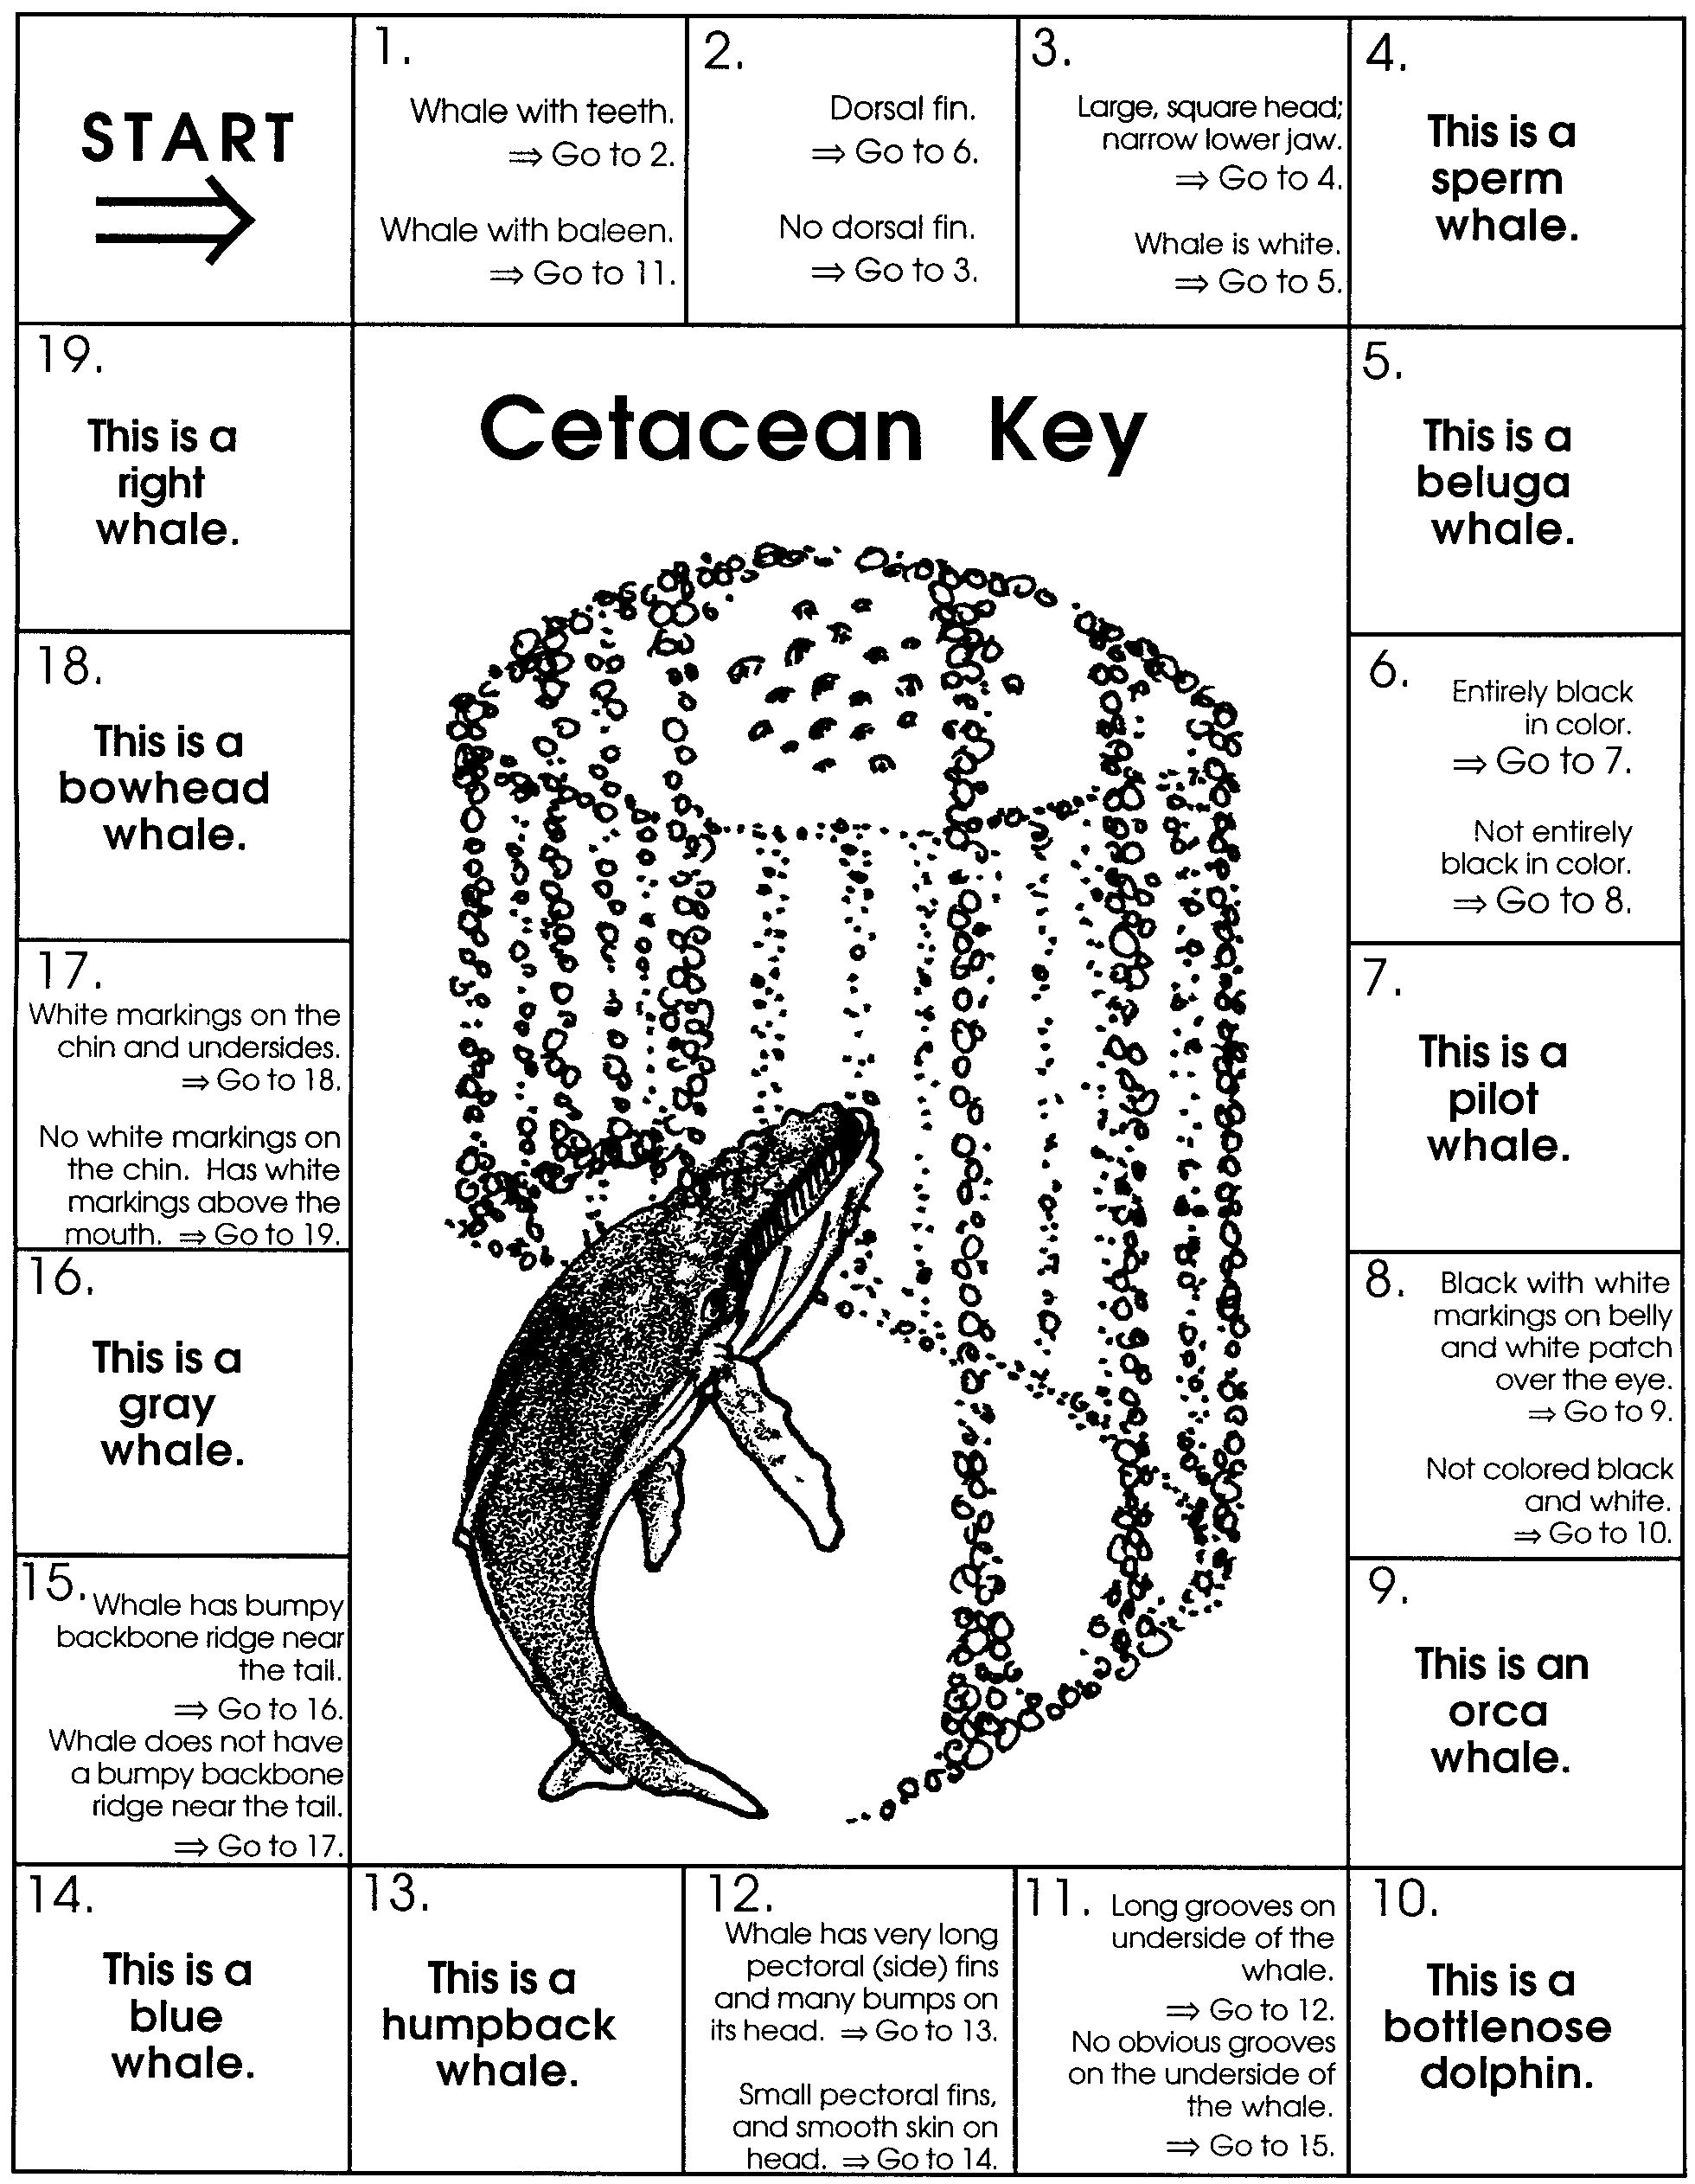 START
1.
Whale with teeth.
⇒ Go to 2.
Whale with baleen.
⇒ Go to 11.
2.
Dorsal fin.
⇒ Go to 6.
No dorsal fin.
⇒ Go to 3.
3.
Large, square head;
narrow lower jaw.
⇒ Go to 4.
Whale is white.
⇒ Go to 5.
4.
This is a
sperm
whale.
Cetacean Key
5.
This is a
beluga
whale.
6.
Entirely black
in color.
⇒ Go to 7.
Not entirely
black in color.
⇒ Go to 8.
7.
This is a
pilot
whale.
8. Black with white
markings on belly
and white patch
over the eye.
⇒ Go to 9.
Not colored black
and white.
⇒ Go to 10.
9.
This is an
orca
whale.
10.
This is a
bottlenose
dolphin.
11. Long grooves on
underside of the
whale.
⇒ Go to 12.
No obvious grooves
on the underside of
the whale.
⇒ Go to 15.
12.
Whale has very long
pectoral (side) fins
and many bumps on
its head. ⇒ Go to 13.
Small pectoral fins,
and smooth skin on
head. ⇒ Go to 14.
13.
This is a
humpback
whale.
14.
This is a
blue
whale.
15. Whale has bumpy
backbone ridge near
the tail.
⇒ Go to 16.
Whale does not have
a bumpy backbone
ridge near the tail.
⇒ Go to 17.
16.
This is a
gray
whale.
17.
White markings on the
chin and undersides.
⇒ Go to 18.
No white markings on
the chin. Has white
markings above the
mouth. ⇒ Go to 19.
18.
This is a
bowhead
whale.
19.
This is a
right
whale.